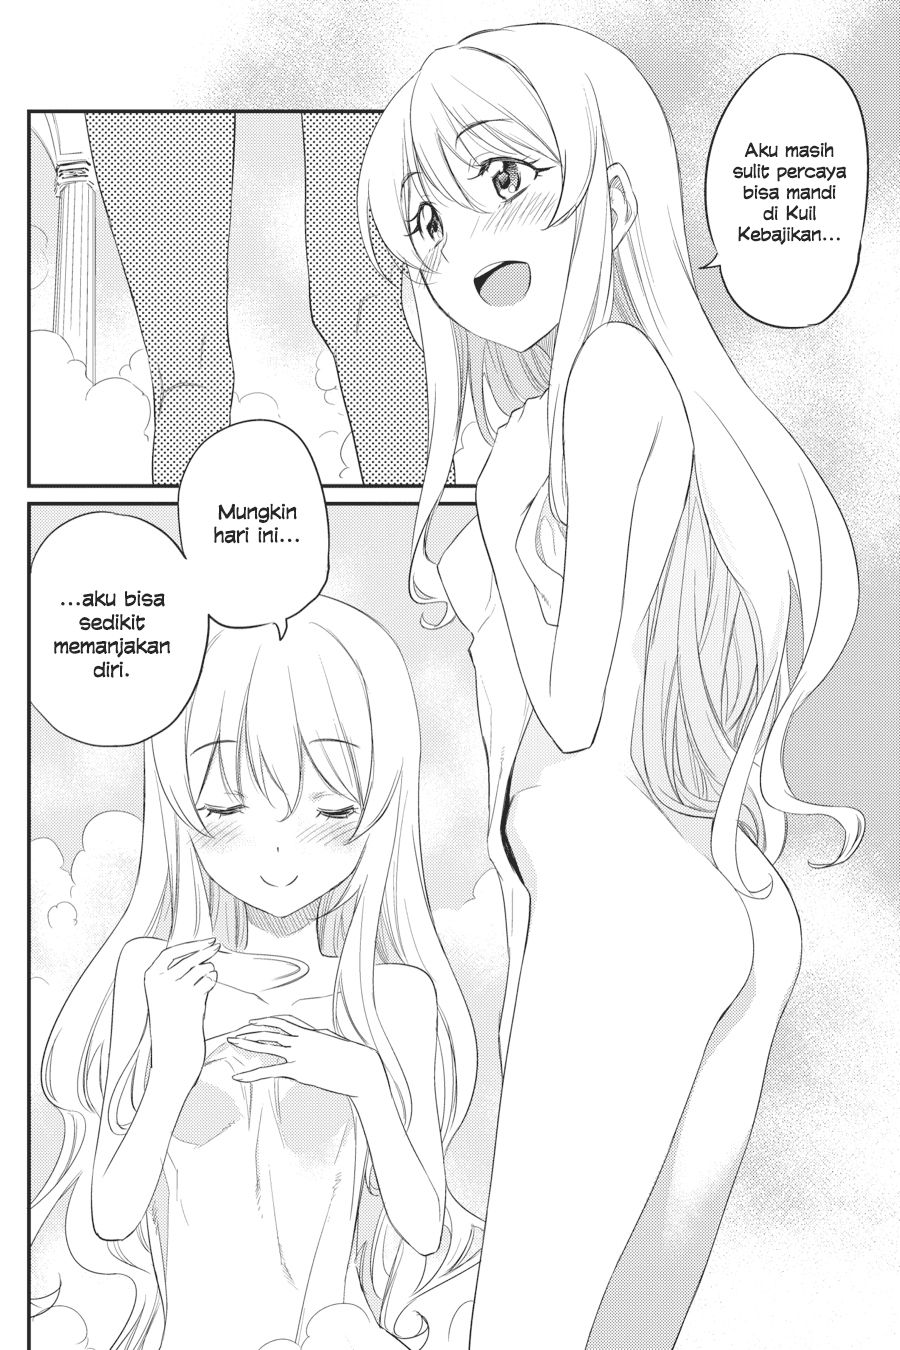 Aku masih
sulit percaya
bisa mandi
di Kuil
Kebajikan...
Mungkin
hari ini...
...aku bisa
sedikit
memanjakan
diri.